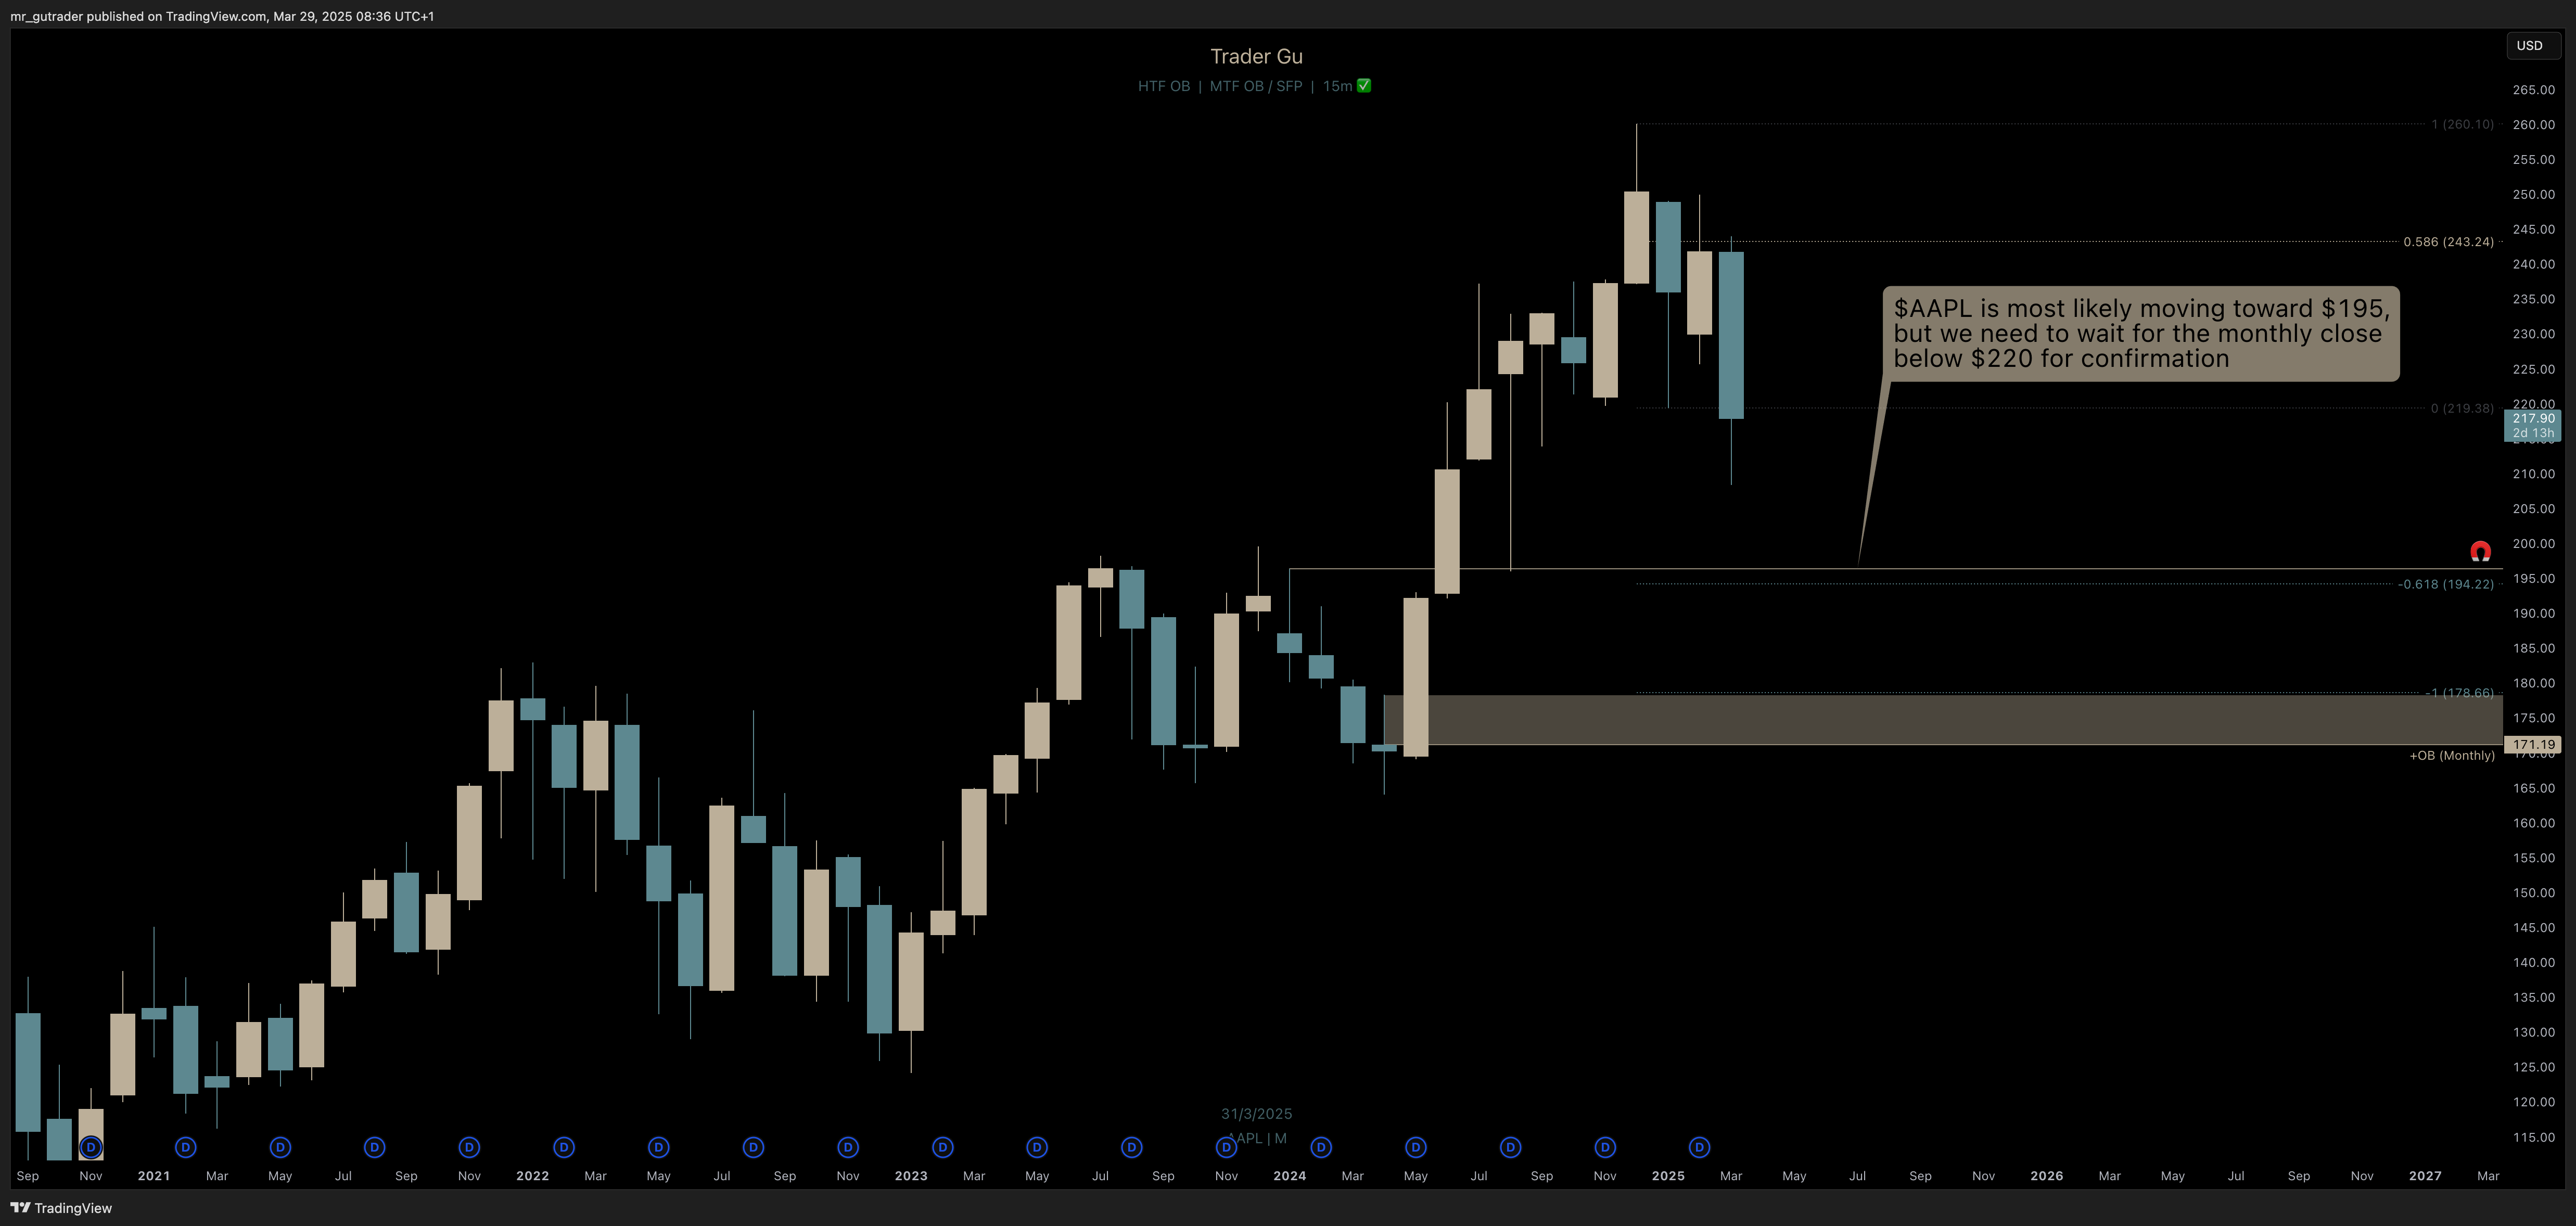 mr_gutrader published on TradingView.com, Mar 29, 2025 08:36 UTC+1
Trader Gu
HTF OB | MTF OB / SFP | 15m ✅
USD
265.00
1 (260.10)
260.00
255.00
250.00
245.00
0.586 (243.24)
240.00
235.00
$AAPL is most likely moving toward $195,
but we need to wait for the monthly close
below $220 for confirmation
230.00
225.00
220.00
0 (219.38)
217.90
2d 13h
210.00
205.00
200.00
195.00
-0.618 (194.22)
190.00
185.00
180.00
-1 (178.66)
175.00
171.19
+OB (Monthly)
165.00
160.00
155.00
150.00
145.00
140.00
135.00
130.00
125.00
120.00
115.00
31/3/2025
AAPL | M
D D D D D D D D D D D D D D D D D D
Sep Nov 2021 Mar May Jul Sep Nov 2022 Mar May Jul Sep Nov 2023 Mar May Jul Sep Nov 2024 Mar May Jul Sep Nov 2025 Mar May Jul Sep Nov 2026 Mar May Jul Sep Nov 2027 Mar
TradingView